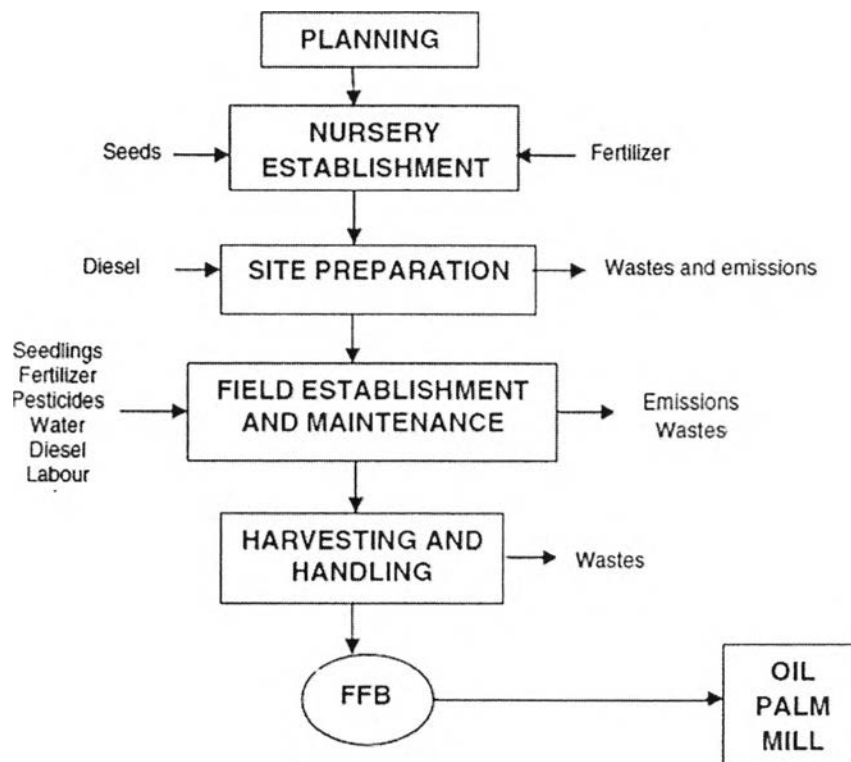 PLANNING
NURSERY
ESTABLISHMENT
Seeds
Fertilizer
SITE PREPARATION
Diesel
Wastes and emissions
Seedlings
Fertilizer
Pesticides
Water
Diesel
Labour
FIELD ESTABLISHMENT
AND MAINTENANCE
Emissions
Wastes
HARVESTING AND
HANDLING
Wastes
FFB
OIL
PALM
MILL